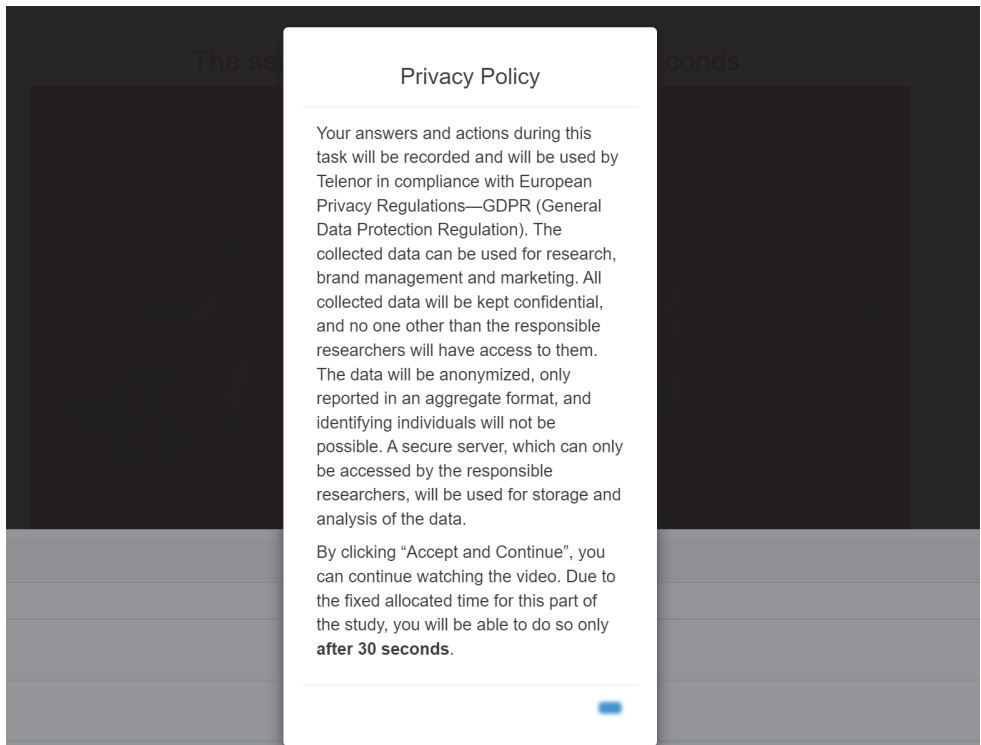 The se
conds.
Privacy Policy
Your answers and actions during this
task will be recorded and will be used by
Telenor in compliance with European
Privacy Regulations—GDPR (General
Data Protection Regulation). The
collected data can be used for research,
brand management and marketing. All
collected data will be kept confidential,
and no one other than the responsible
researchers will have access to them.
The data will be anonymized, only
reported in an aggregate format, and
identifying individuals will not be
possible. A secure server, which can only
be accessed by the responsible
researchers, will be used for storage and
analysis of the data.
By clicking “Accept and Continue”, you
can continue watching the video. Due to
the fixed allocated time for this part of
the study, you will be able to do so only
after 30 seconds.